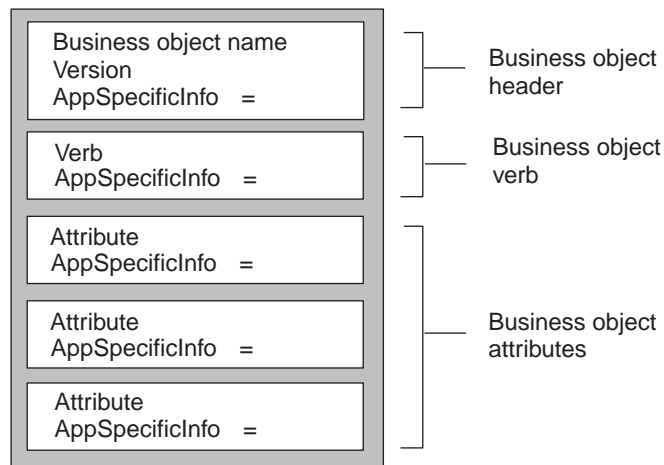 Business object name
Version
AppSpecificInfo =
Business object
header
Verb
AppSpecificInfo =
Business object
verb
Attribute
AppSpecificInfo =
Attribute
AppSpecificInfo =
Attribute
AppSpecificInfo =
Business object
attributes